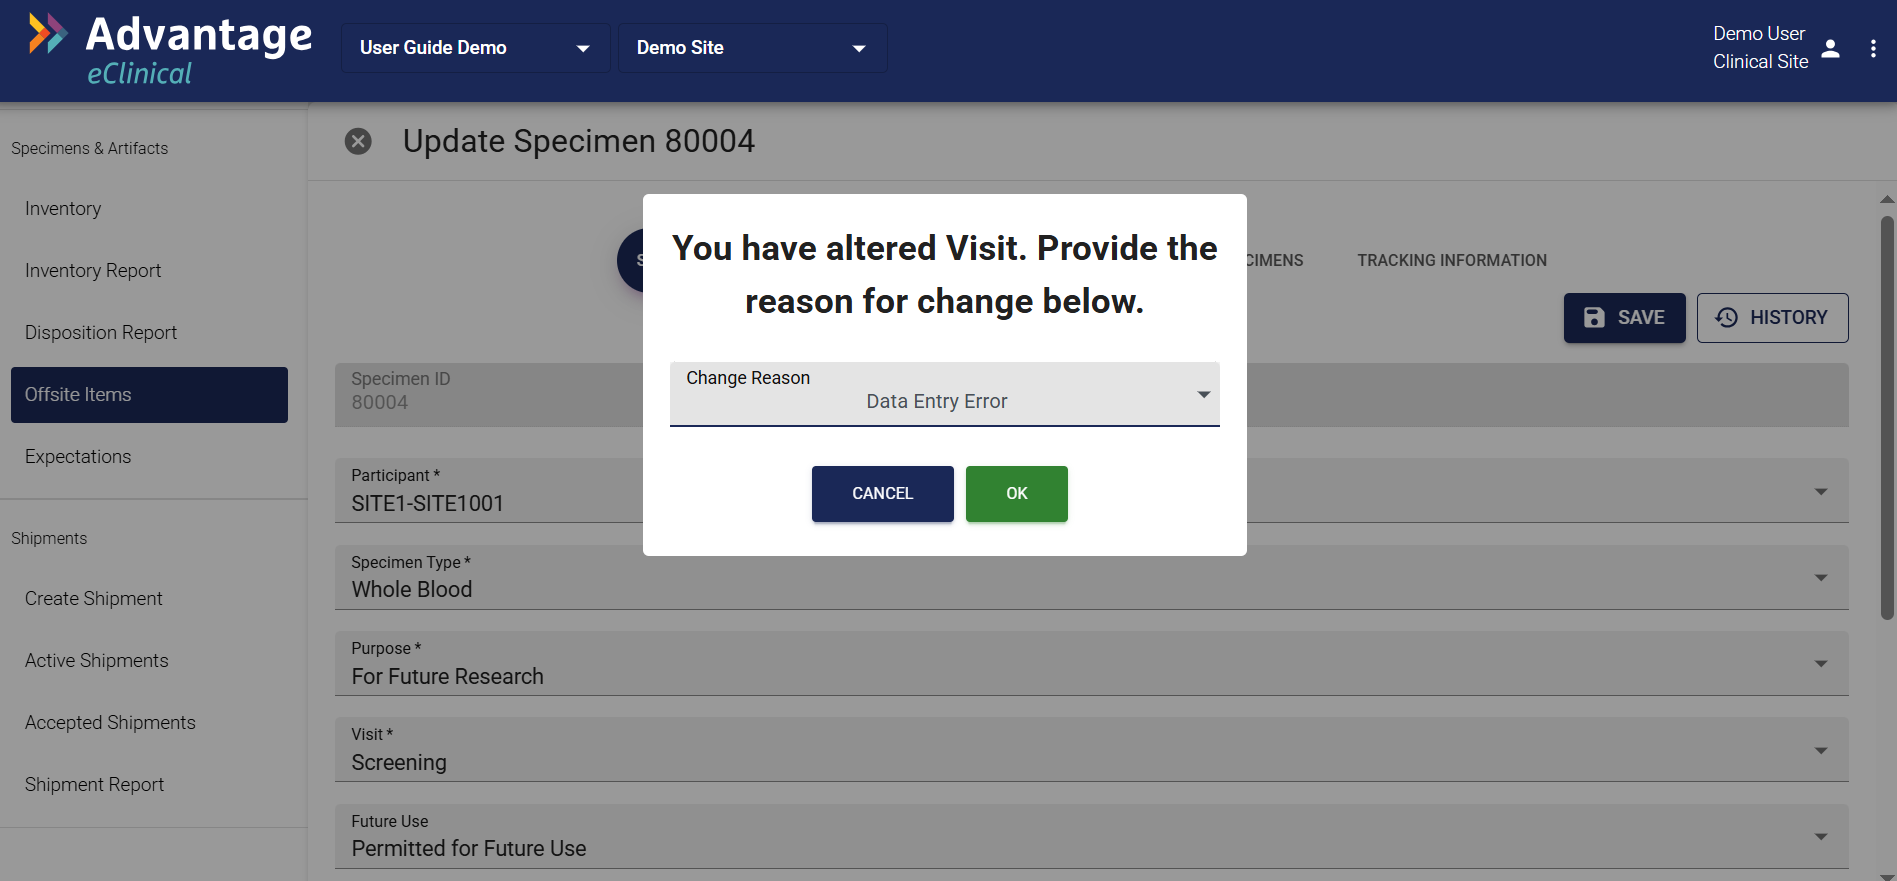 Advantage
eClinical
User Guide Demo
Demo Site
Demo User
Clinical Site
Specimens & Artifacts
Inventory
Inventory Report
Disposition Report
Offsite Items
Expectations
Shipments
Create Shipment
Active Shipments
Accepted Shipments
Shipment Report
Update Specimen 80004
TRACKING INFORMATION
SAVE
HISTORY
You have altered Visit. Provide the
reason for change below.
Change Reason
Data Entry Error
CANCEL
OK
Specimen ID
80004
Participant *
SITE1-SITE1001
Specimen Type *
Whole Blood
Purpose *
For Future Research
Visit *
Screening
Future Use
Permitted for Future Use